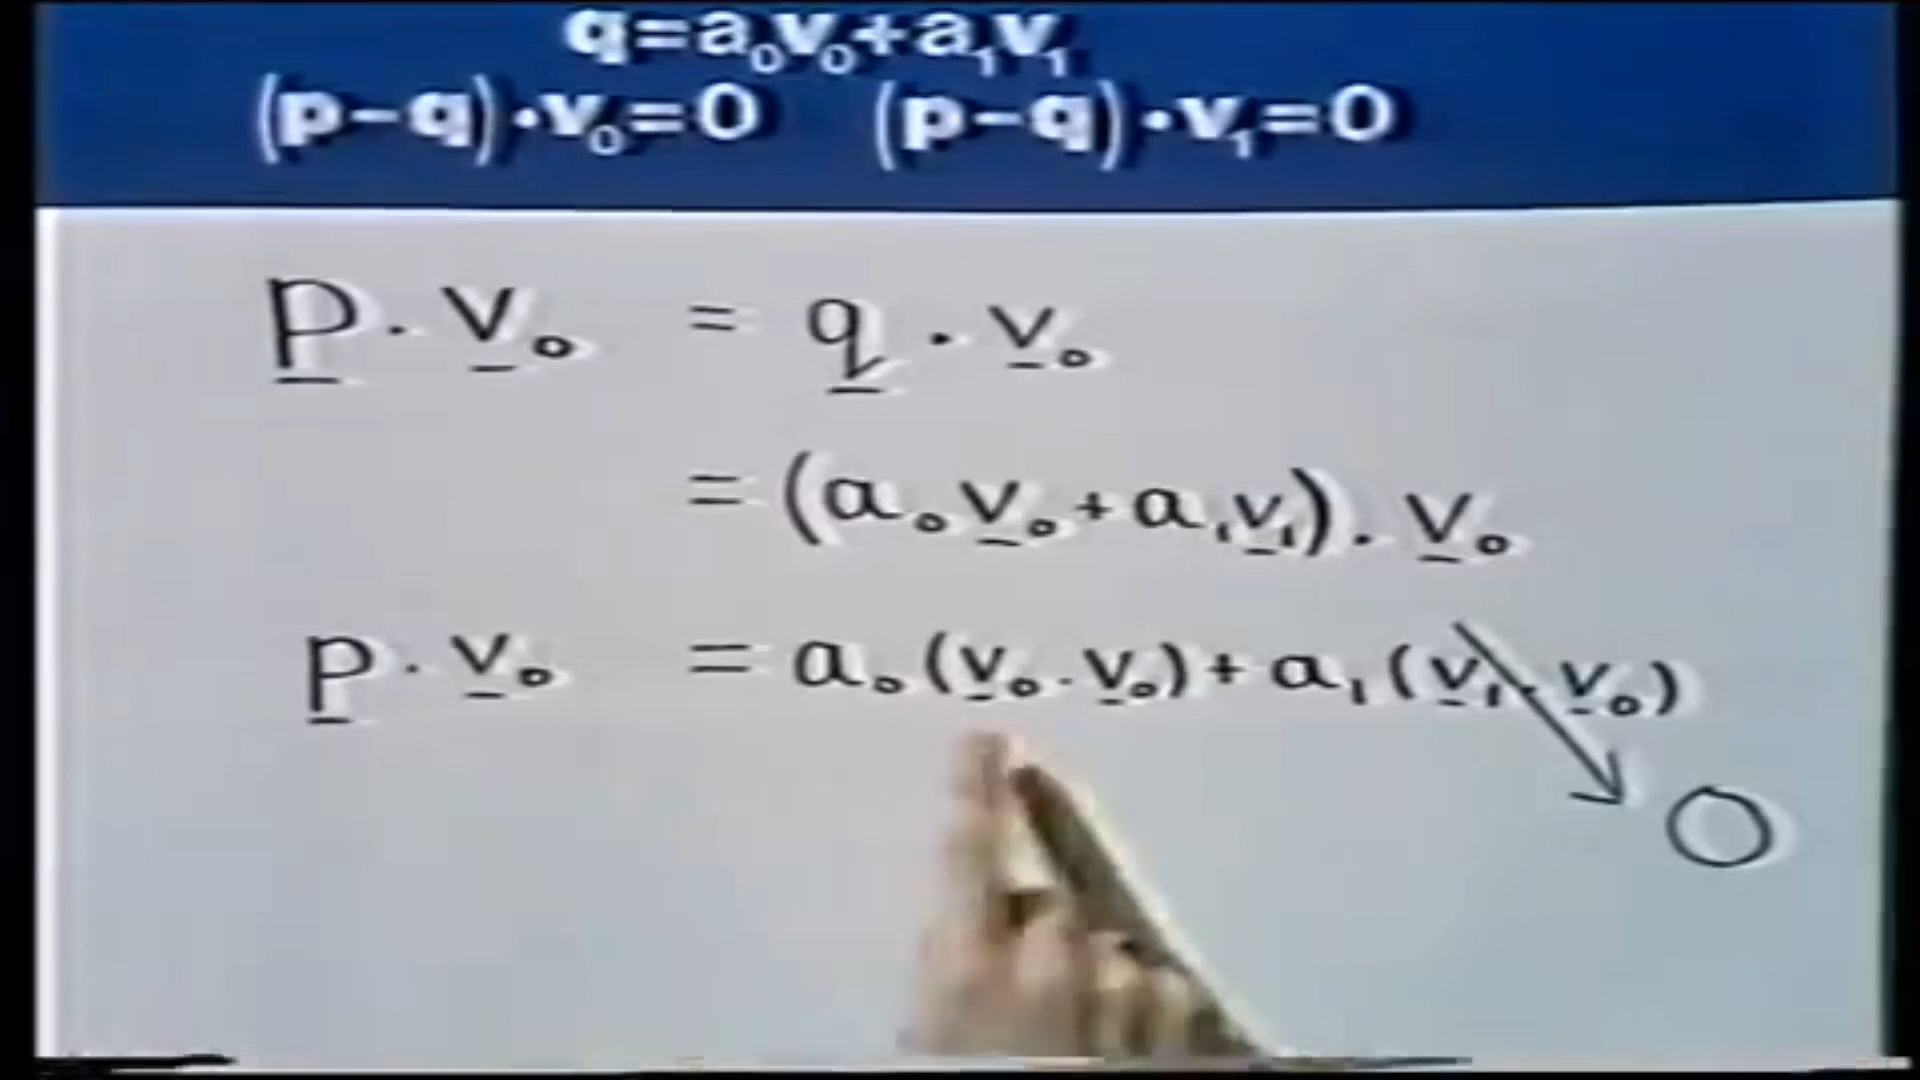 q=a₀v₀+a₁v₁
(p-q)·v₀=0 (p-q)·v₁=0
p · v₀ = q · v₀
= (a₀v₀+a₁v₁) · v₀
p · v₀ = a₀(v₀·v₀)+a₁(v₁·v₀)
0